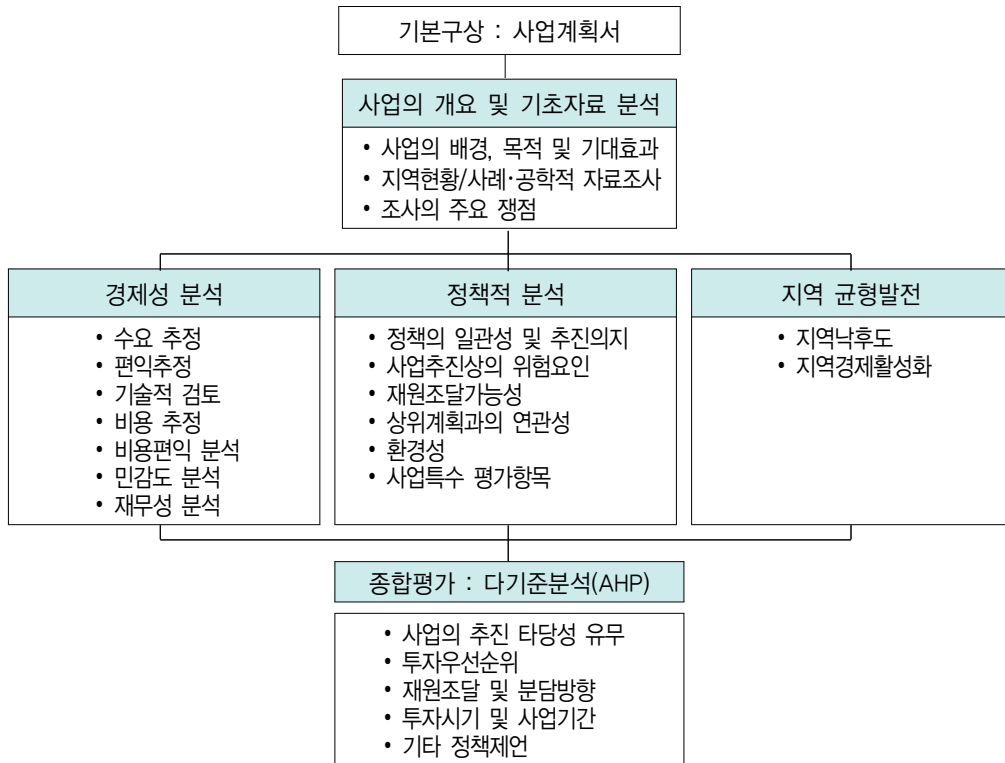 기본구상 : 사업계획서
사업의 개요 및 기초자료 분석
• 사업의 배경, 목적 및 기대효과
• 지역현황/사례·공학적 자료조사
• 조사의 주요 쟁점
경제성 분석
• 수요 추정
• 편익추정
• 기술적 검토
• 비용 추정
• 비용편익 분석
• 민감도 분석
• 재무성 분석
정책적 분석
• 정책의 일관성 및 추진의지
• 사업추진상의 위험요인
• 재원조달가능성
• 상위계획과의 연관성
• 환경성
• 사업특수 평가항목
지역 균형발전
• 지역낙후도
• 지역경제활성화
종합평가 : 다기준분석(AHP)
• 사업의 추진 타당성 유무
• 투자우선순위
• 재원조달 및 분담방향
• 투자시기 및 사업기간
• 기타 정책제언